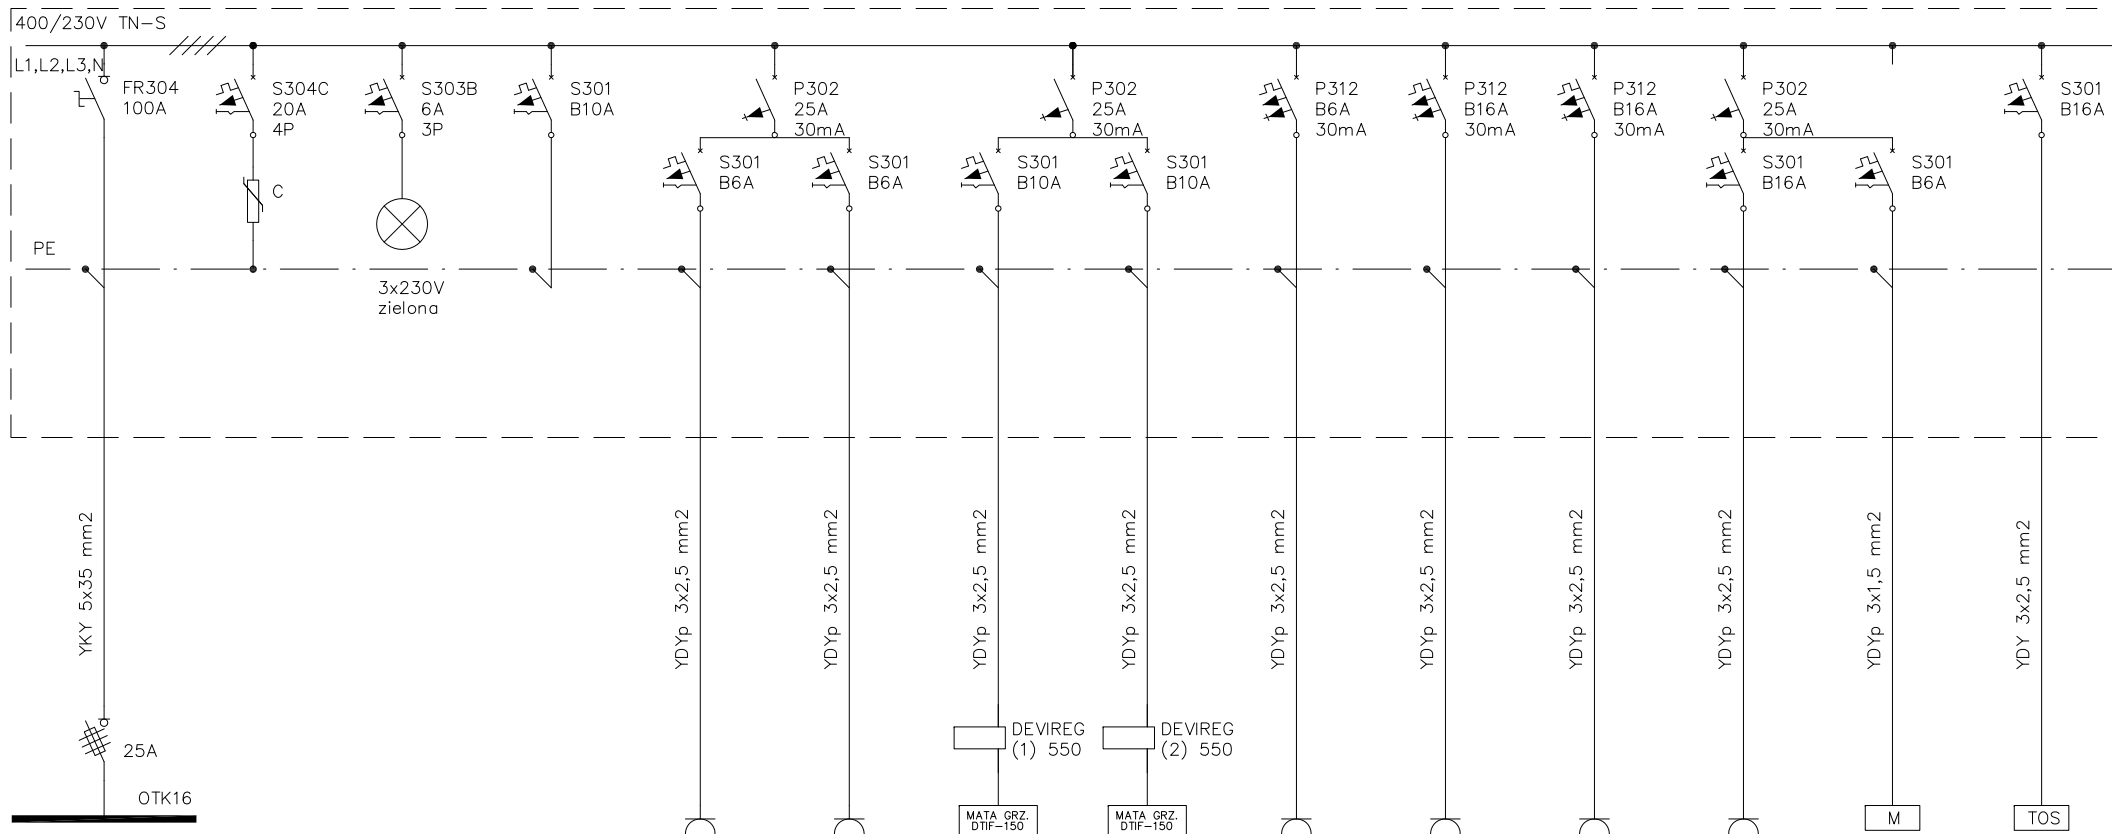 400/230V TN-S
L1,L2,L3,N
FR304
100A
S304C
20A
4P
S303B
6A
3P
S301
B10A
P302
25A
30mA
P302
25A
30mA
P312
B6A
30mA
P312
B16A
30mA
P312
B16A
30mA
P302
25A
30mA
S301
B16A
S301
B6A
S301
B6A
S301
B10A
S301
B10A
S301
B16A
S301
B6A
C
PE
3x230V
zielona
YKY 5x35 mm2
YDYp 3x2,5 mm2
YDYp 3x2,5 mm2
YDYp 3x2,5 mm2
YDYp 3x2,5 mm2
YDYp 3x2,5 mm2
YDYp 3x2,5 mm2
YDYp 3x2,5 mm2
YDYp 3x2,5 mm2
YDYp 3x1,5 mm2
YDY 3x2,5 mm2
25A
DEVIREG
(1) 550
DEVIREG
(2) 550
OTK16
MATA GRZ.
DTIF-150
MATA GRZ.
DTIF-150
M
TOS